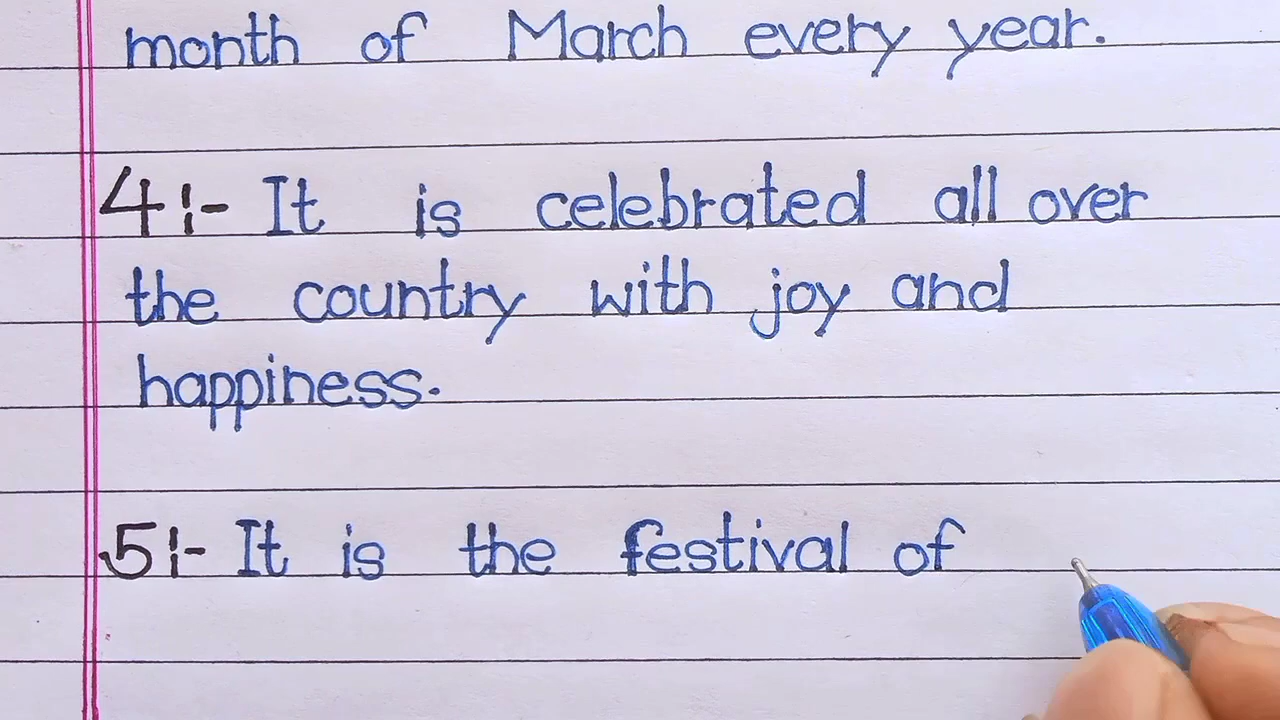 month of March every year.
4:- It is celebrated all over
the country with joy and
happiness.
5:- It is the festival of